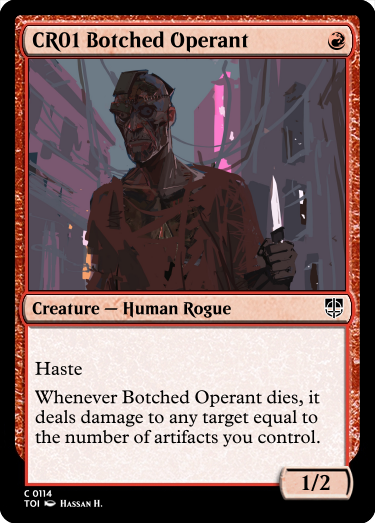 CR01 Botched Operant
Creature — Human Rogue
Haste
Whenever Botched Operant dies, it
deals damage to any target equal to
the number of artifacts you control.
1/2
C 0114
TOI HASSAN H.